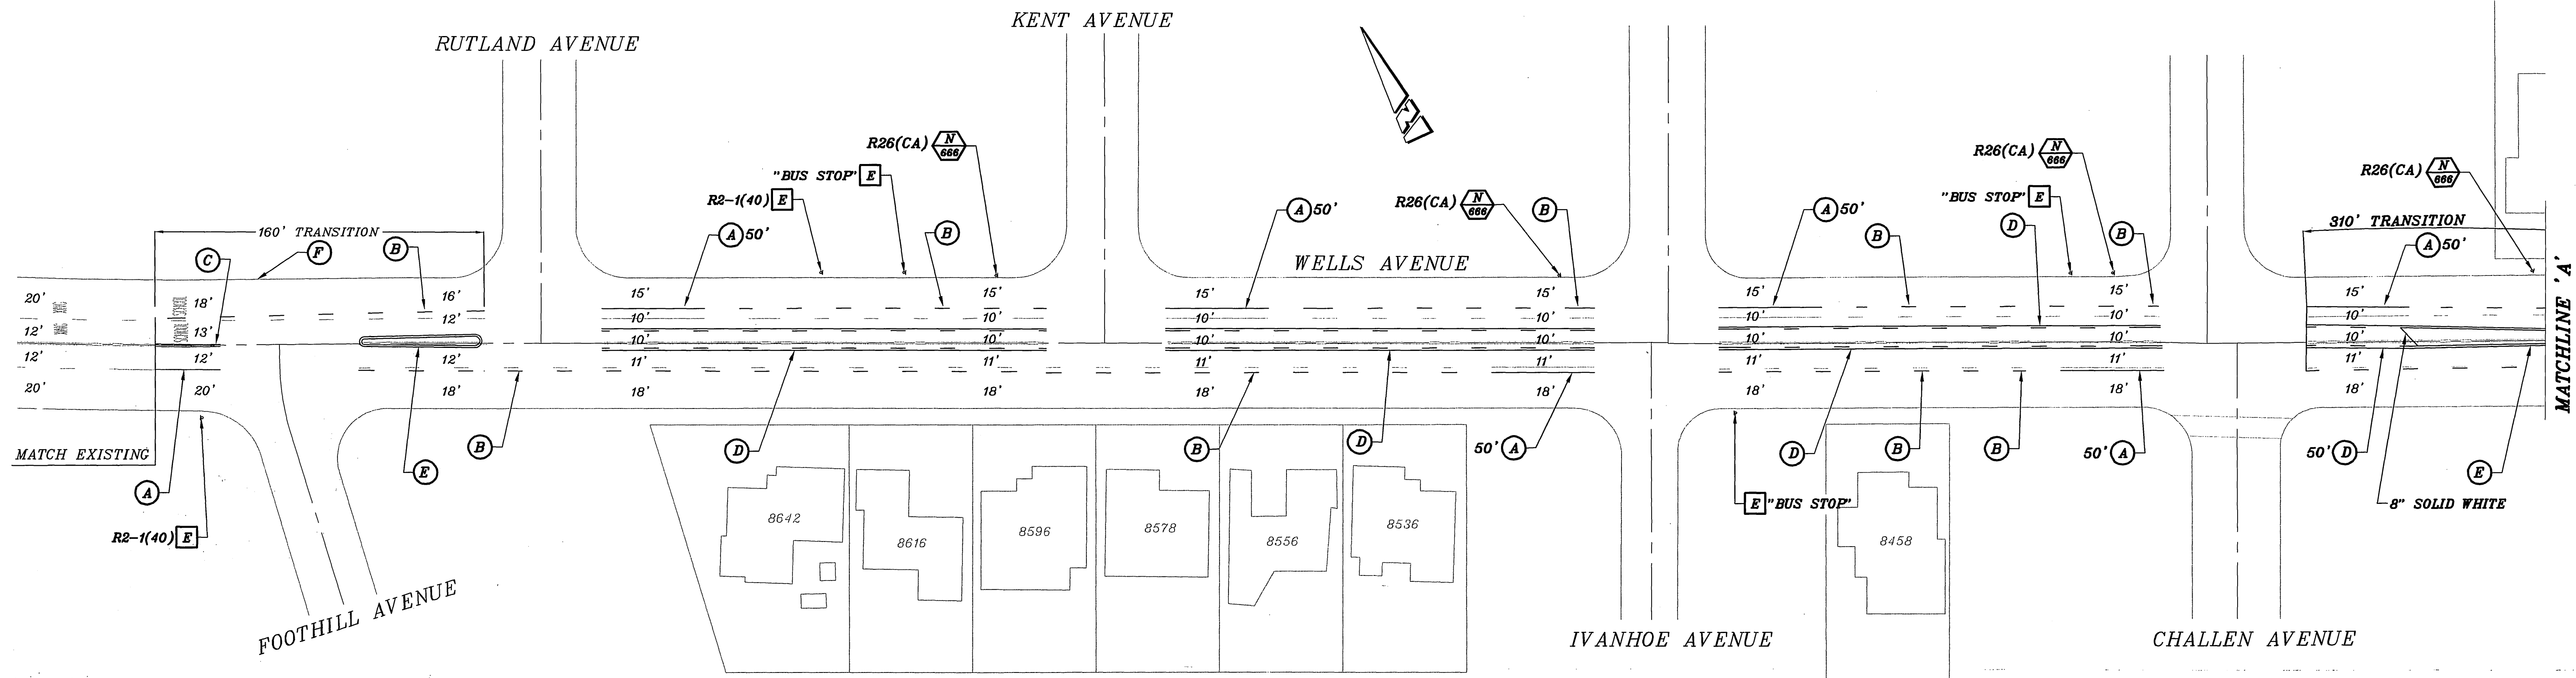 KENT AVENUE
RUTLAND AVENUE
R26(CA) N 666
"BUS STOP" E
R2-1(40) E
160' TRANSITION
F
C
B
A 50'
B
A 50'
R26(CA) N 666
B
WELLS AVENUE
R26(CA) N 666
"BUS STOP" E
D
A 50'
B
B
R26(CA) N 666
310' TRANSITION
A 50'
MATCHLINE 'A'
20' 18' 16' 15' 15' 15' 15' 15' 15' 15'
12' 13' 12' 10' 10' 10' 10' 10' 10' 10'
10' 10' 10' 10' 10' 10' 10'
12' 12' 12' 11' 11' 11' 11' 11' 11' 11'
20' 20' 18' 18' 18' 18' 18' 18' 18' 18'
MATCH EXISTING
A
R2-1(40) E
E
B
D
B
D
50' A
D
B
B
50' A
50' D
E
E "BUS STOP"
8" SOLID WHITE
8642
8616
8596
8578
8556
8536
8458
FOOTHILL AVENUE
IVANHOE AVENUE
CHALLEN AVENUE